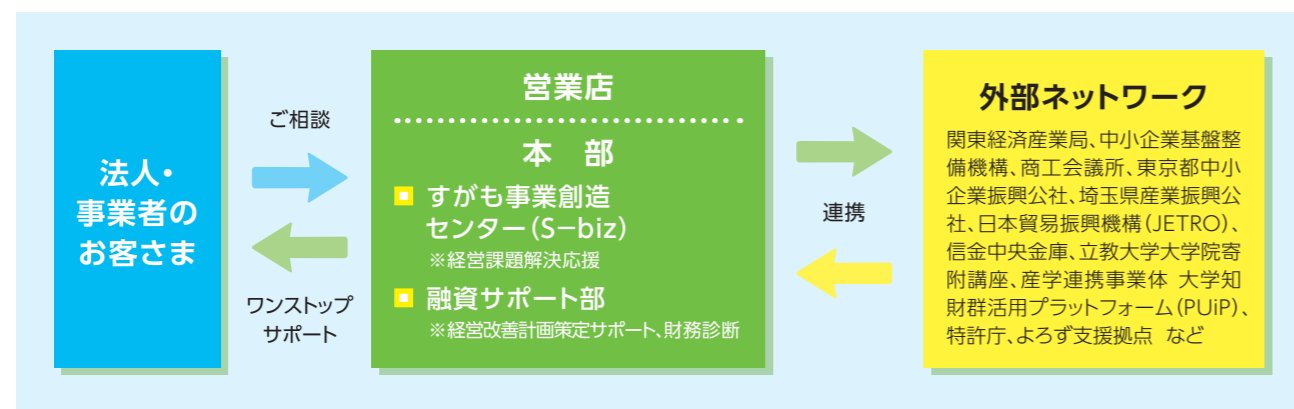 法人・
事業者の
お客さま
ご相談
ワンストップ
サポート
営業店
本 部
すがも事業創造
センター(S−biz)
※経営課題解決応援
融資サポート部
※経営改善計画策定サポート、財務診断
連携
外部ネットワーク
関東経済産業局、中小企業基盤整
備機構、商工会議所、東京都中小
企業振興公社、埼玉県産業振興公
社、日本貿易振興機構(JETRO)、
信金中央金庫、立教大学大学院寄
附講座、産学連携事業体 大学知
財群活用プラットフォーム(PUiP)、
特許庁、よろず支援拠点 など